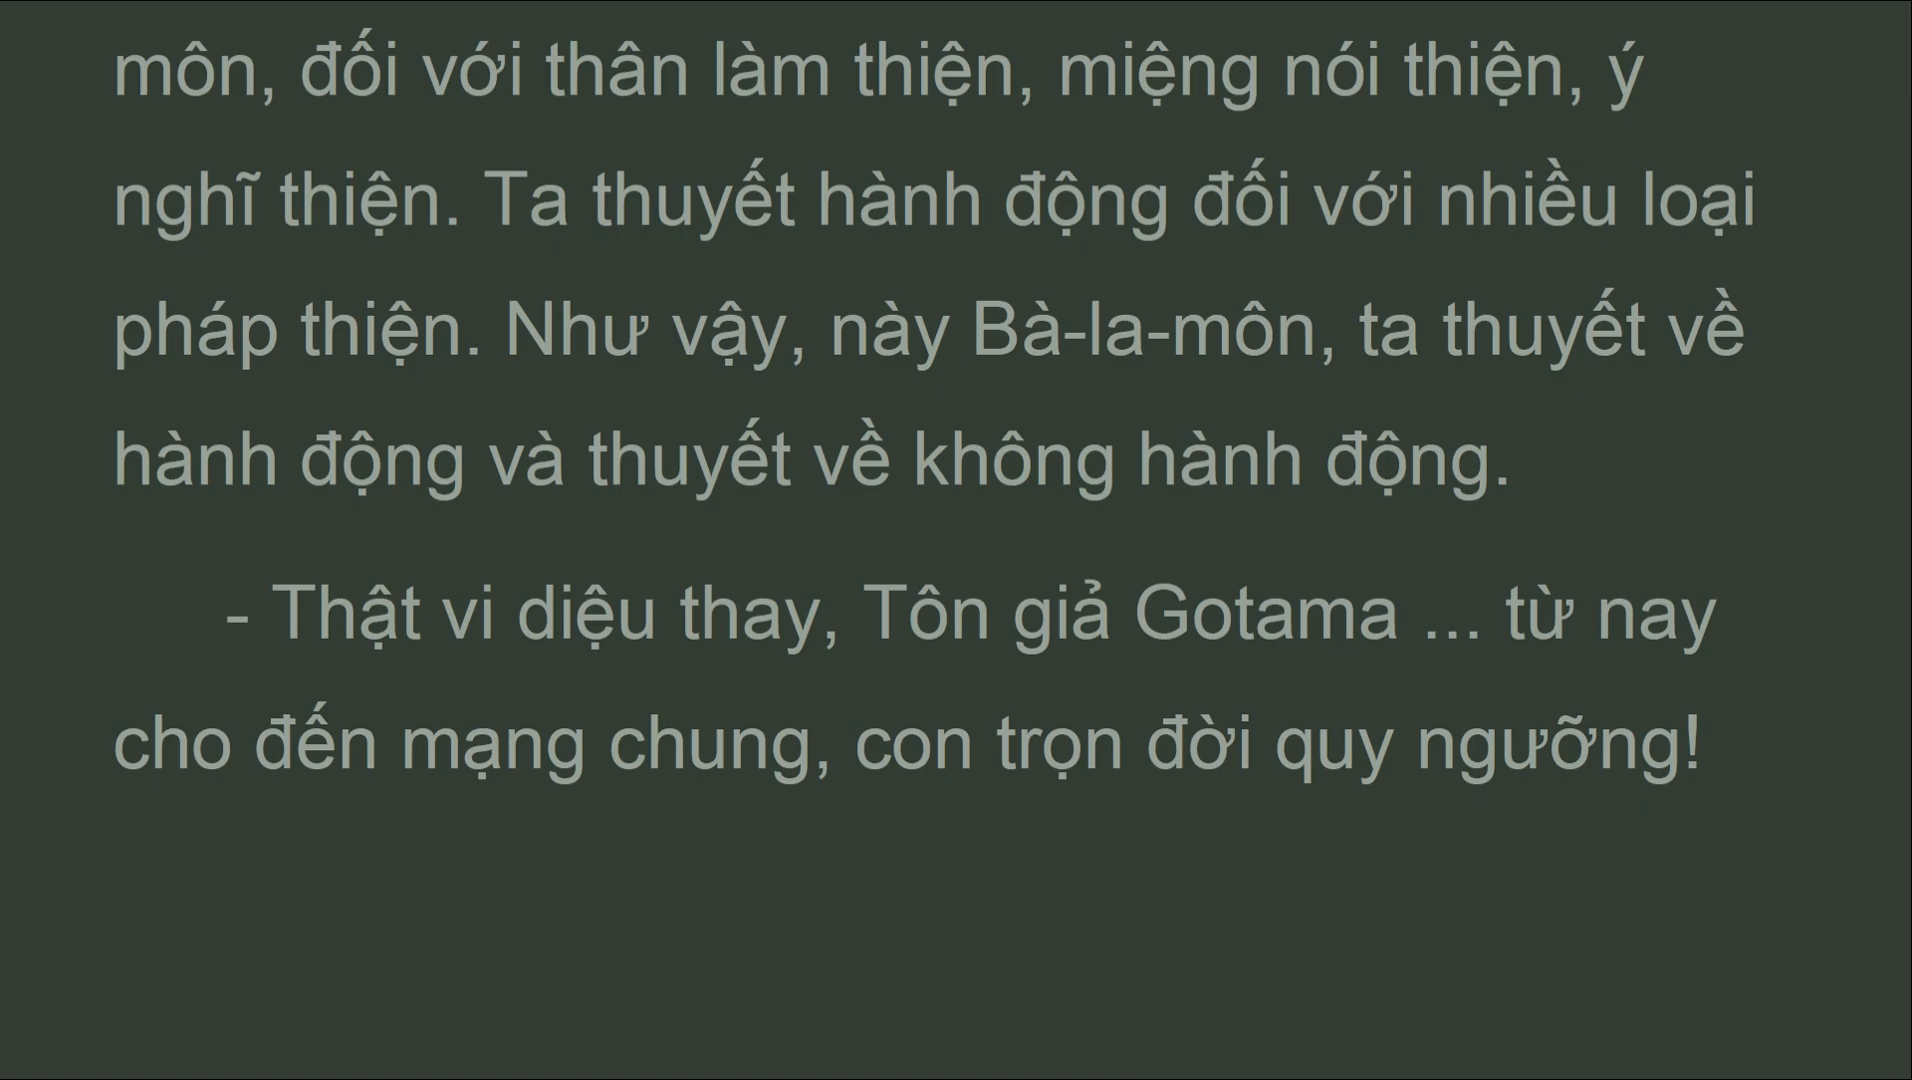 môn, đối với thân làm thiện, miệng nói thiện, ý
nghĩ thiện. Ta thuyết hành động đối với nhiều loại
pháp thiện. Như vậy, này Bà-la-môn, ta thuyết về
hành động và thuyết về không hành động.
- Thật vi diệu thay, Tôn giả Gotama ... từ nay
cho đến mạng chung, con trọn đời quy ngưỡng!